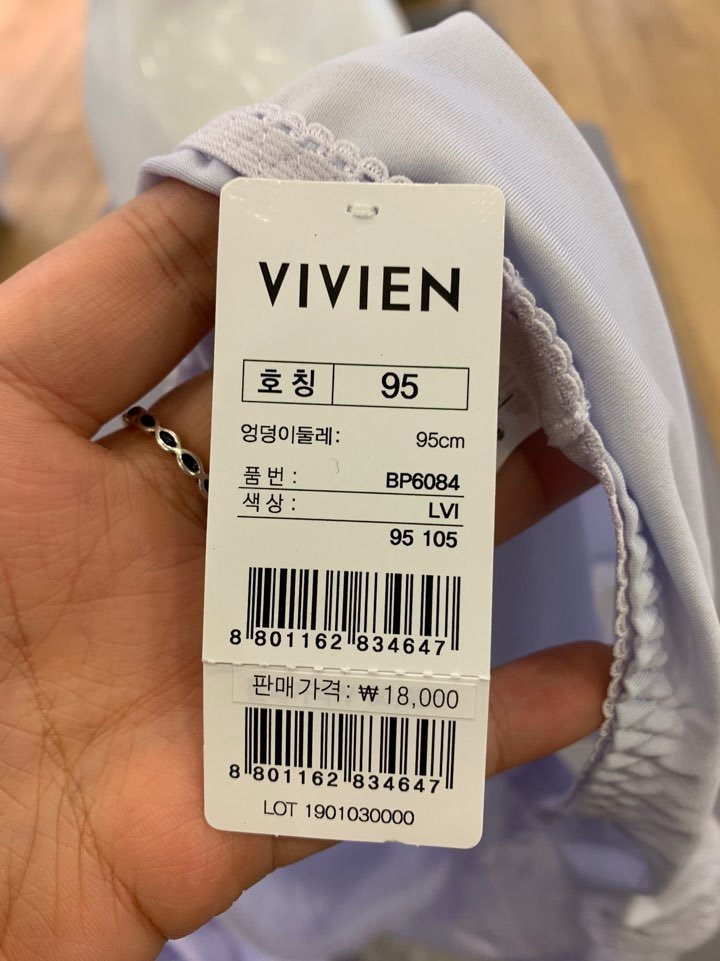 VIVIEN
호칭 95
엉덩이둘레: 95cm
품번 : BP6084
색상 : LVI
95 105
8 801162 834647
판매가격: ₩18,000
8 801162 834647
LOT 1901030000